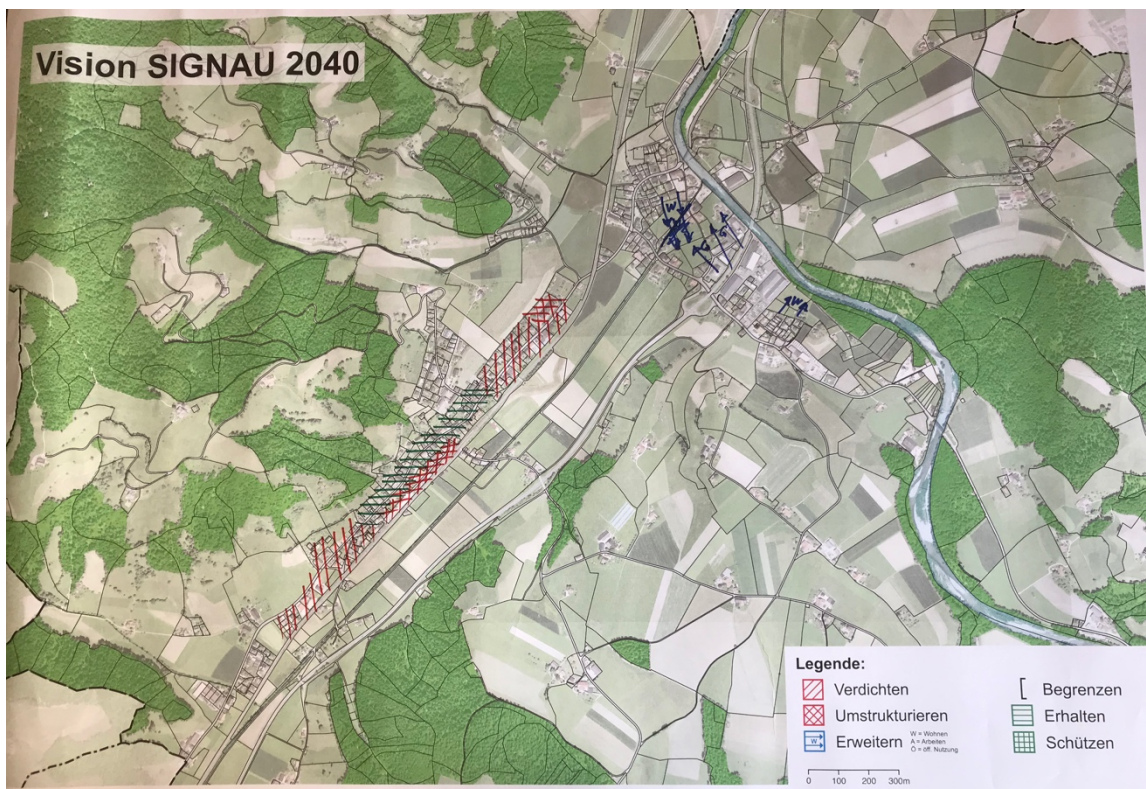 Vision SIGNAU 2040
W
A
W
Legende:
Verdichten
Umstrukturieren
W
Erweitern
W = Wohnen
A = Arbeiten
Ö = öff. Nutzung
Begrenzen
Erhalten
Schützen
0 100 200 300m